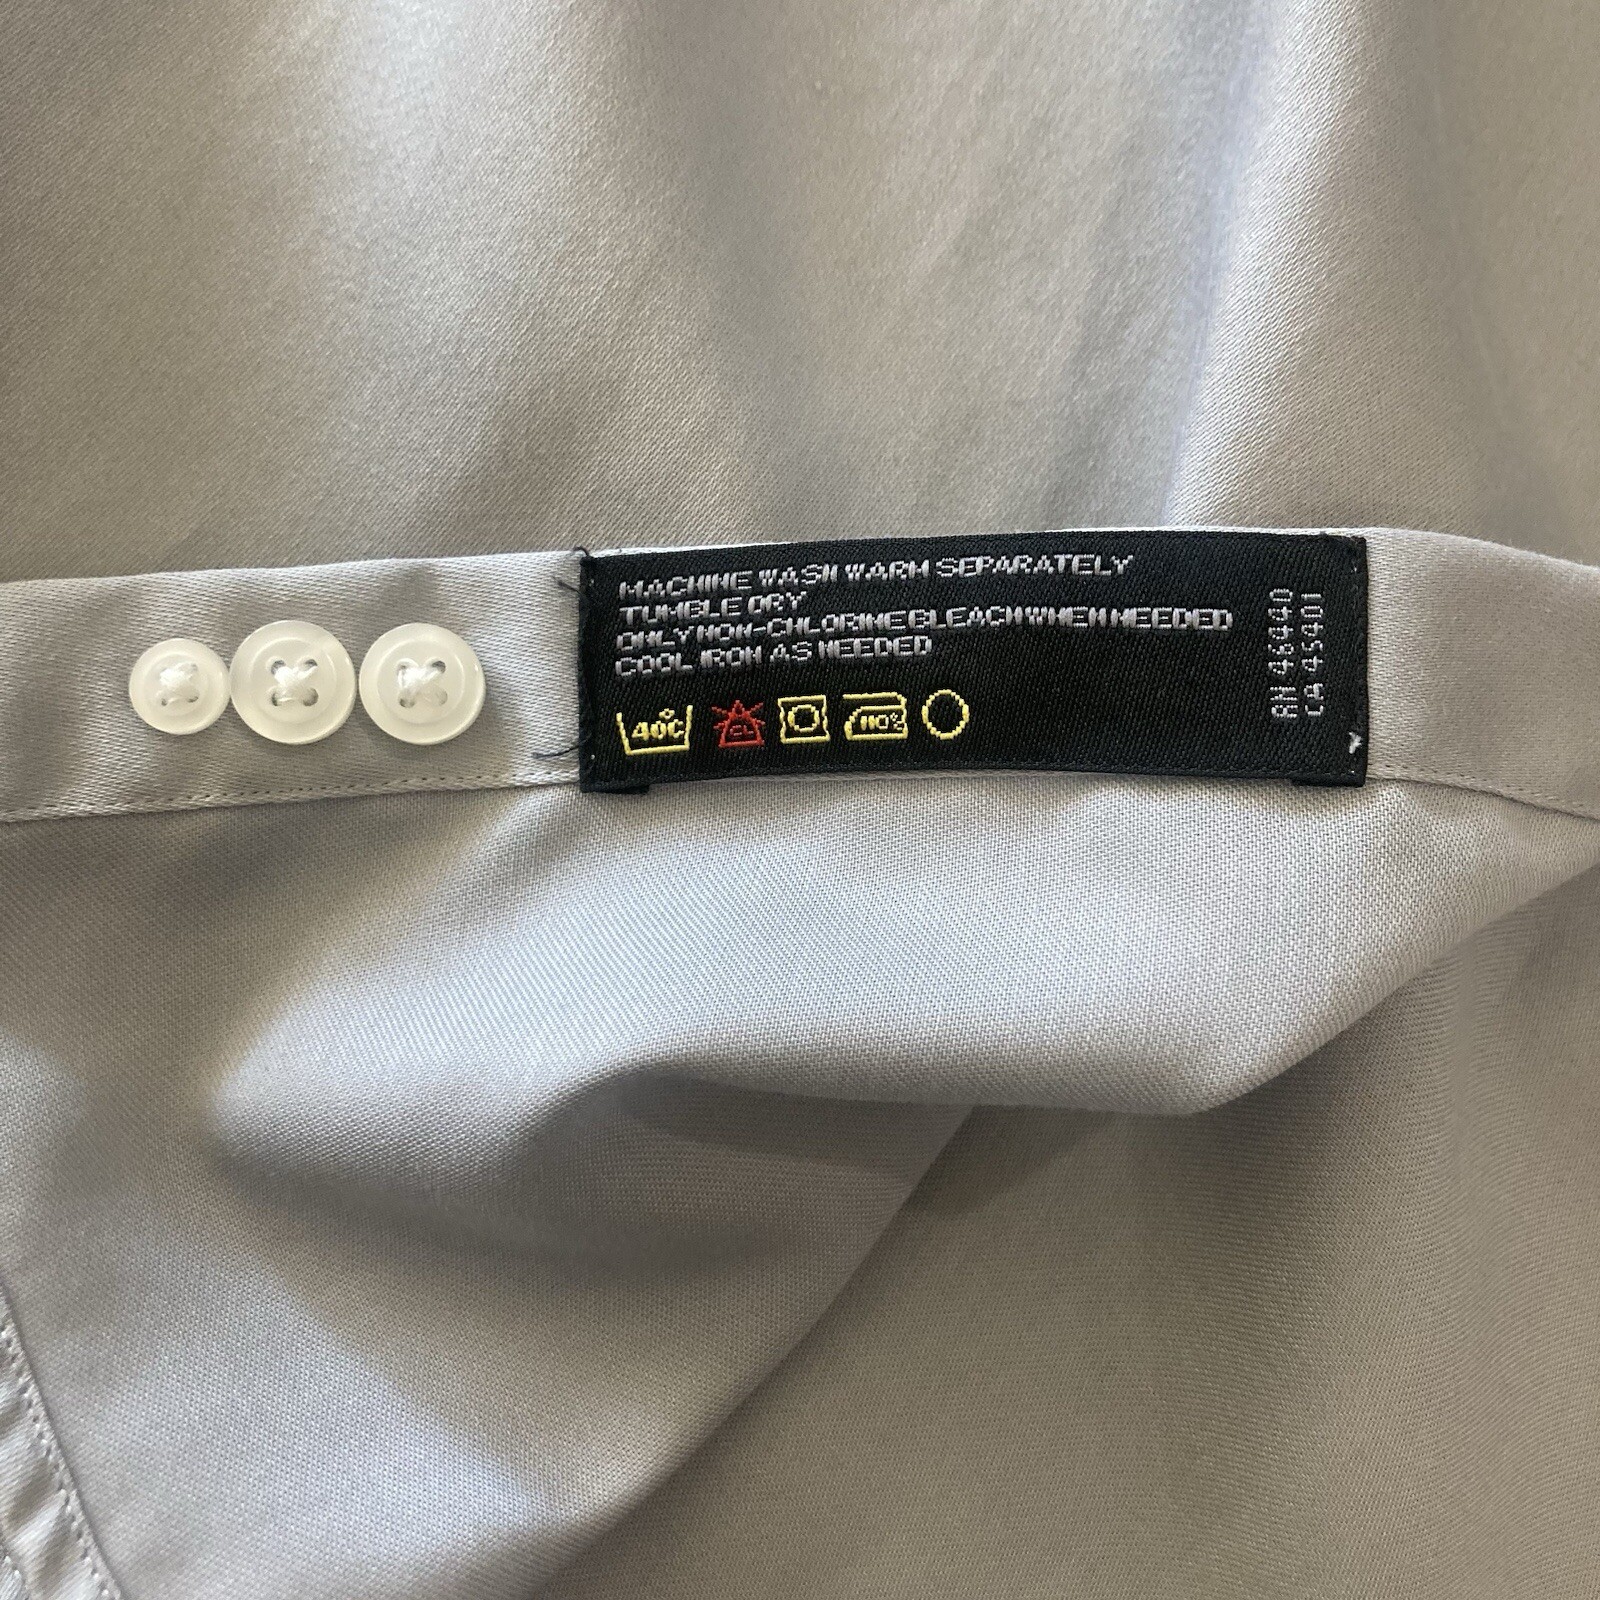 MACHINE WASH WARM SEPARATELY
TUMBLE DRY
ONLY NON-CHLORINE BLEACH WHEN NEEDED
COOL IRON AS NEEDED
40°C
CL
110°
RN 46440
CA 45401